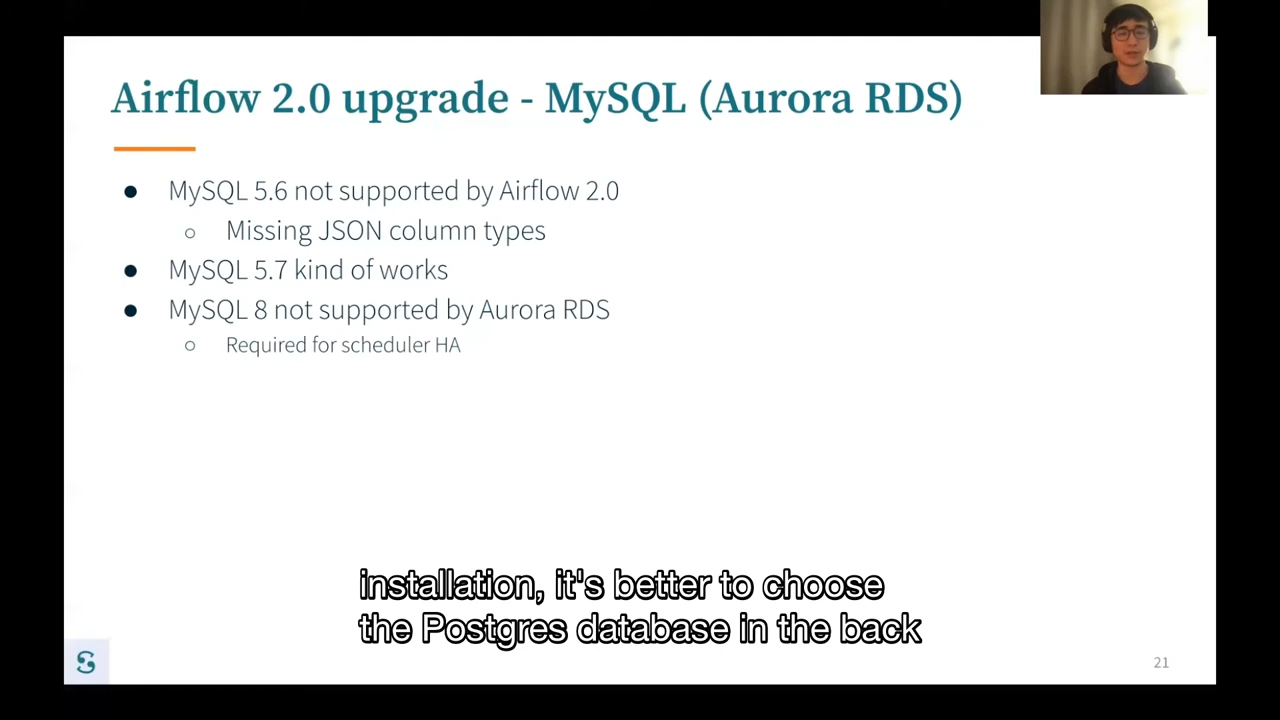 Airflow 2.0 upgrade - MySQL (Aurora RDS)
● MySQL 5.6 not supported by Airflow 2.0
○ Missing JSON column types
● MySQL 5.7 kind of works
● MySQL 8 not supported by Aurora RDS
○ Required for scheduler HA
installation, it's better to choose
the Postgres database in the back
21